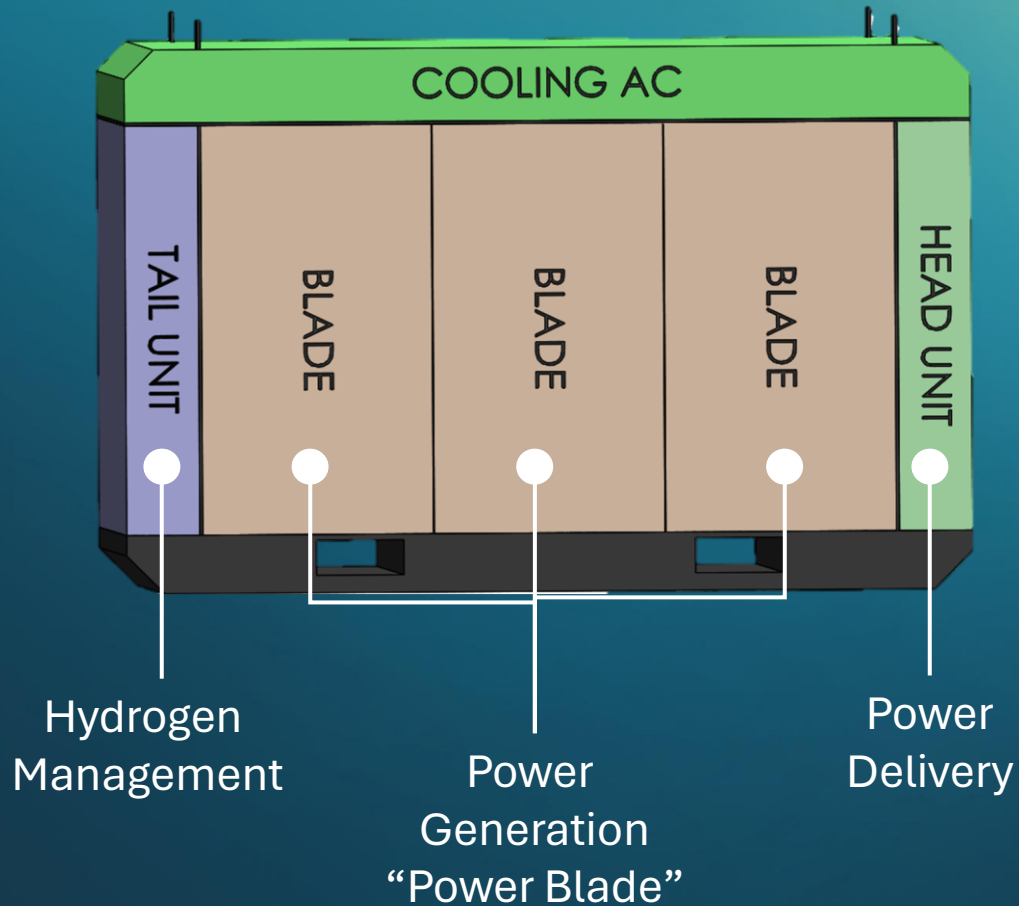 COOLING AC
TAIL UNIT
BLADE
BLADE
BLADE
HEAD UNIT
Hydrogen
Management
Power
Generation
“Power Blade”
Power
Delivery